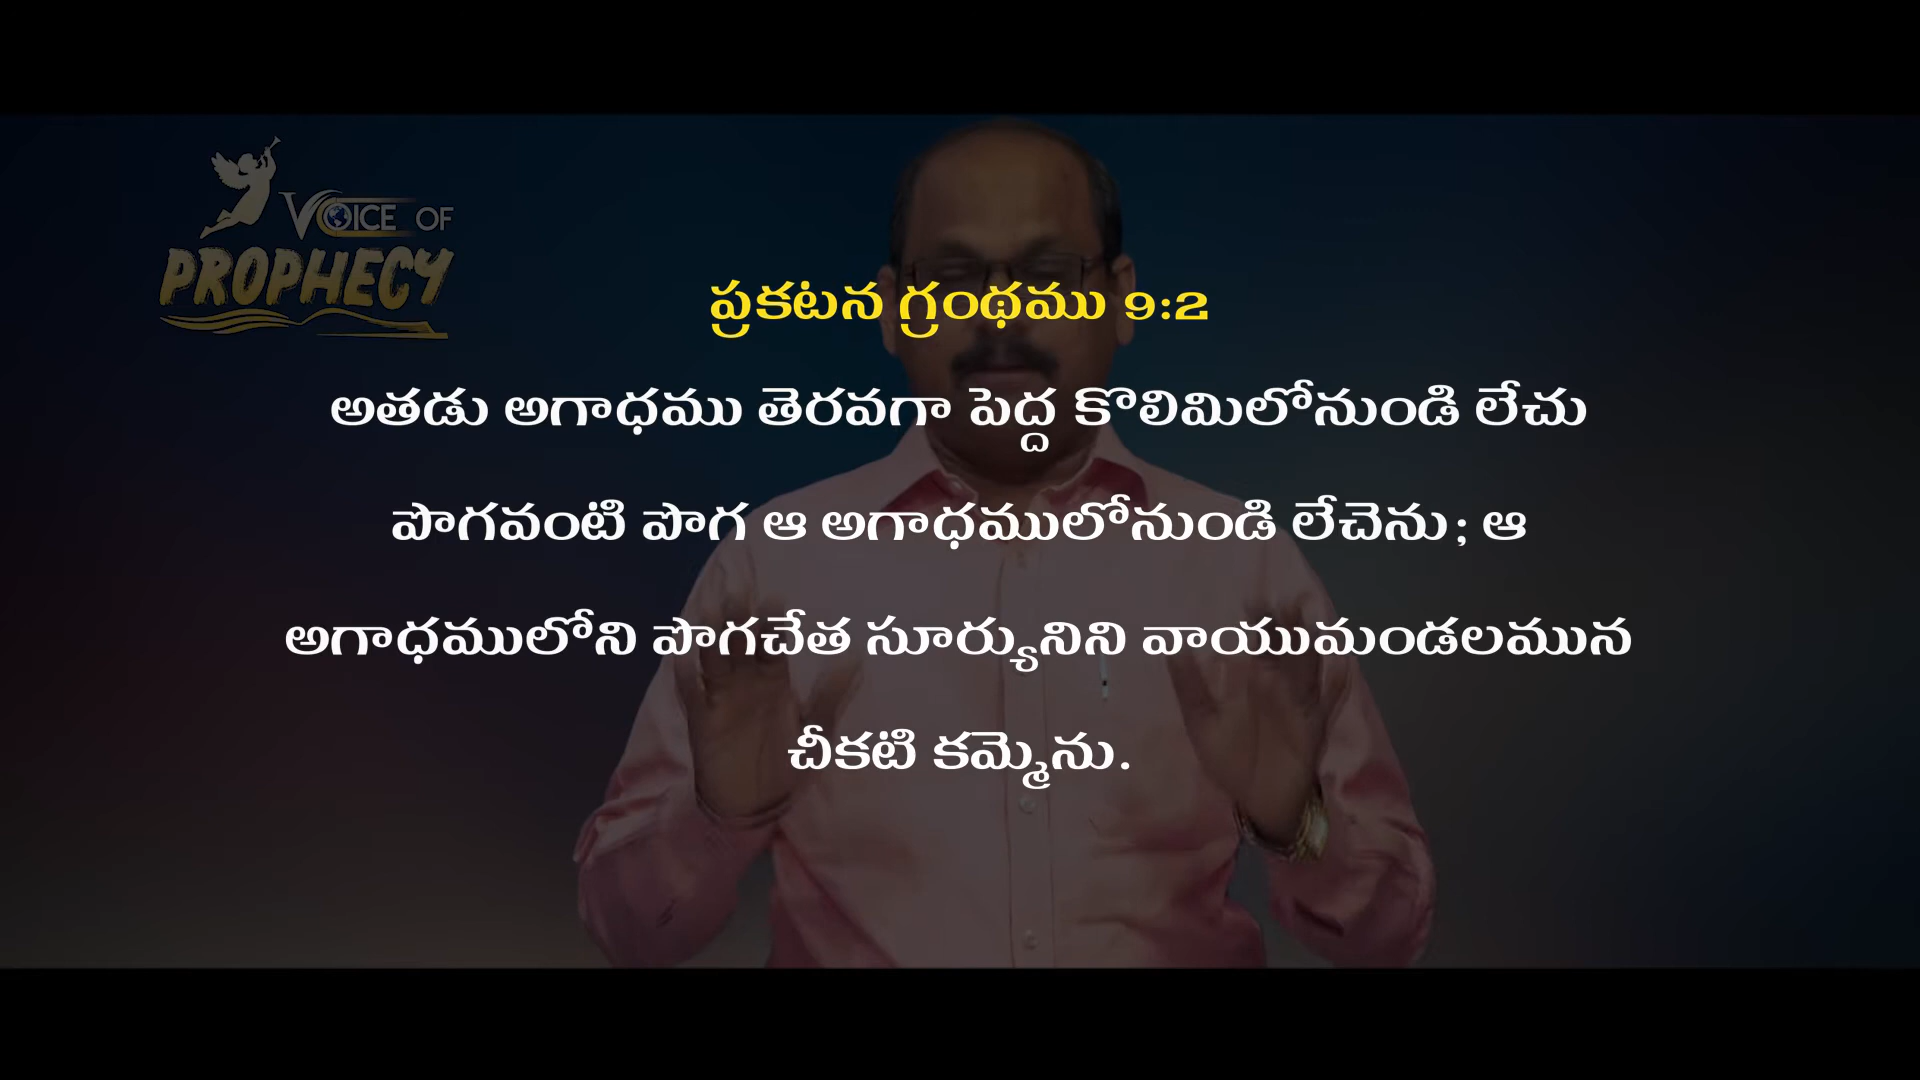 VOICE OF
PROPHECY
ప్రకటన గ్రంథము 9:2
అతడు అగాధము తెరవగా పెద్ద కొలిమిలోనుండి లేచు
పొగవంటి పొగ ఆ అగాధములోనుండి లేచెను; ఆ
అగాధములోని పొగచేత సూర్యునిని వాయుమండలమున
చీకటి కమ్మెను.